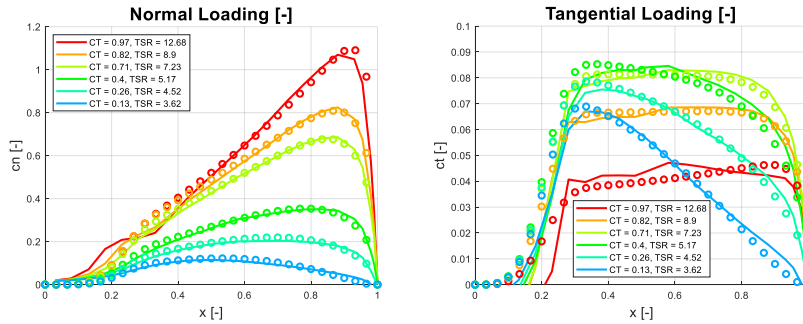 Normal Loading [-]
1.2
1
0.8
0.6
0.4
0.2
0
cn [-]
CT = 0.97, TSR = 12.68
CT = 0.82, TSR = 8.9
CT = 0.71, TSR = 7.23
CT = 0.4, TSR = 5.17
CT = 0.26, TSR = 4.52
CT = 0.13, TSR = 3.62
0 0.2 0.4 0.6 0.8 1
x [-]
Tangential Loading [-]
0.1
0.09
0.08
0.07
0.06
0.05
0.04
0.03
0.02
0.01
0
ct [-]
CT = 0.97, TSR = 12.68
CT = 0.82, TSR = 8.9
CT = 0.71, TSR = 7.23
CT = 0.4, TSR = 5.17
CT = 0.26, TSR = 4.52
CT = 0.13, TSR = 3.62
0 0.2 0.4 0.6 0.8
x [-]